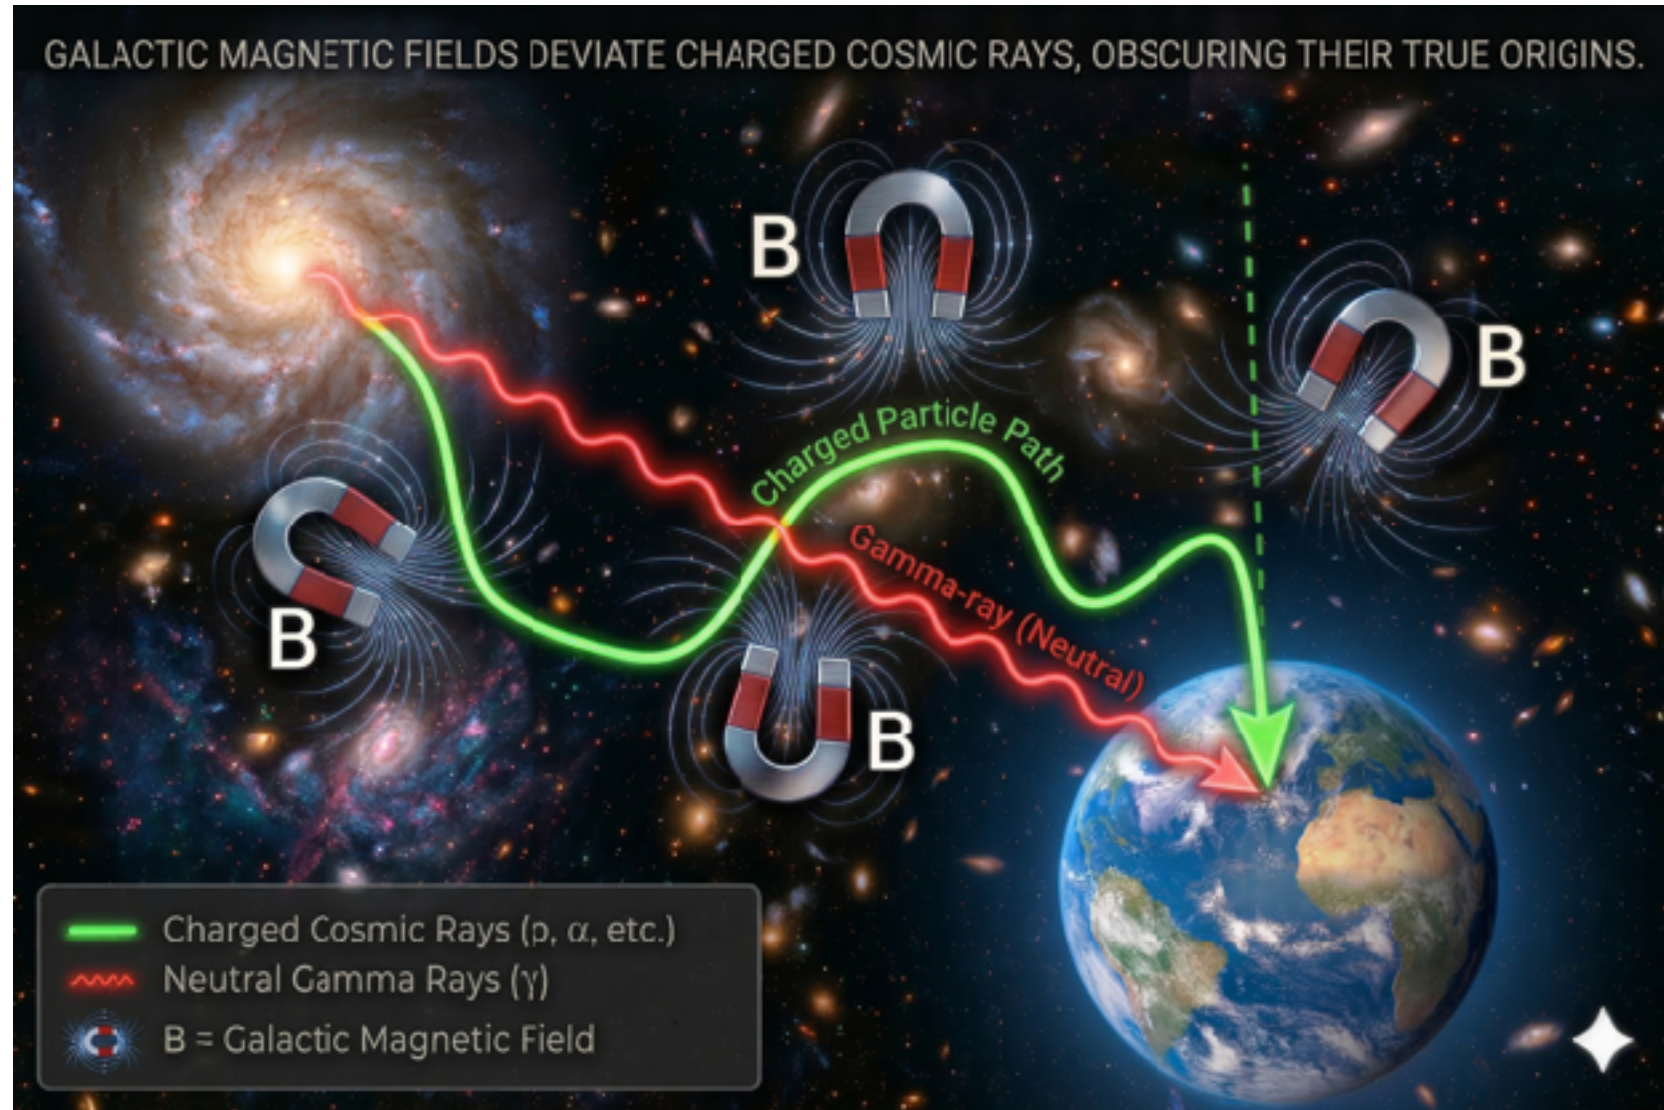 GALACTIC MAGNETIC FIELDS DEVIATE CHARGED COSMIC RAYS, OBSCURING THEIR TRUE ORIGINS.
B
B
Charged Particle Path
Gamma-ray (Neutral)
B
B
Charged Cosmic Rays (p, α, etc.)
Neutral Gamma Rays (γ)
B = Galactic Magnetic Field